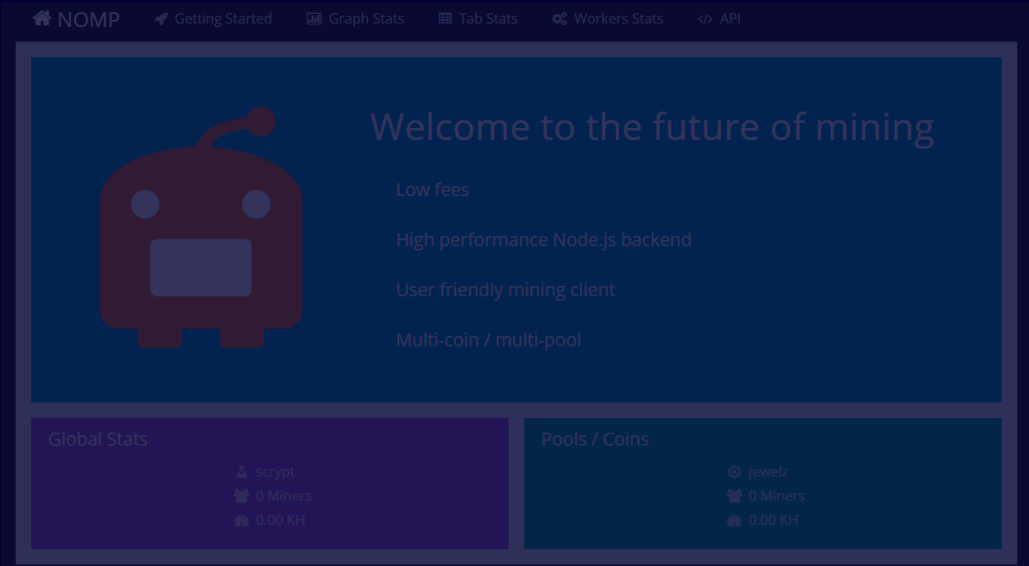 NOMP Getting Started Graph Stats Tab Stats Workers Stats </> API
Welcome to the future of mining
Low fees
High performance Node.js backend
User friendly mining client
Multi-coin / multi-pool
Global Stats
scrypt
0 Miners
0.00 KH
Pools / Coins
jewelz
0 Miners
0.00 KH